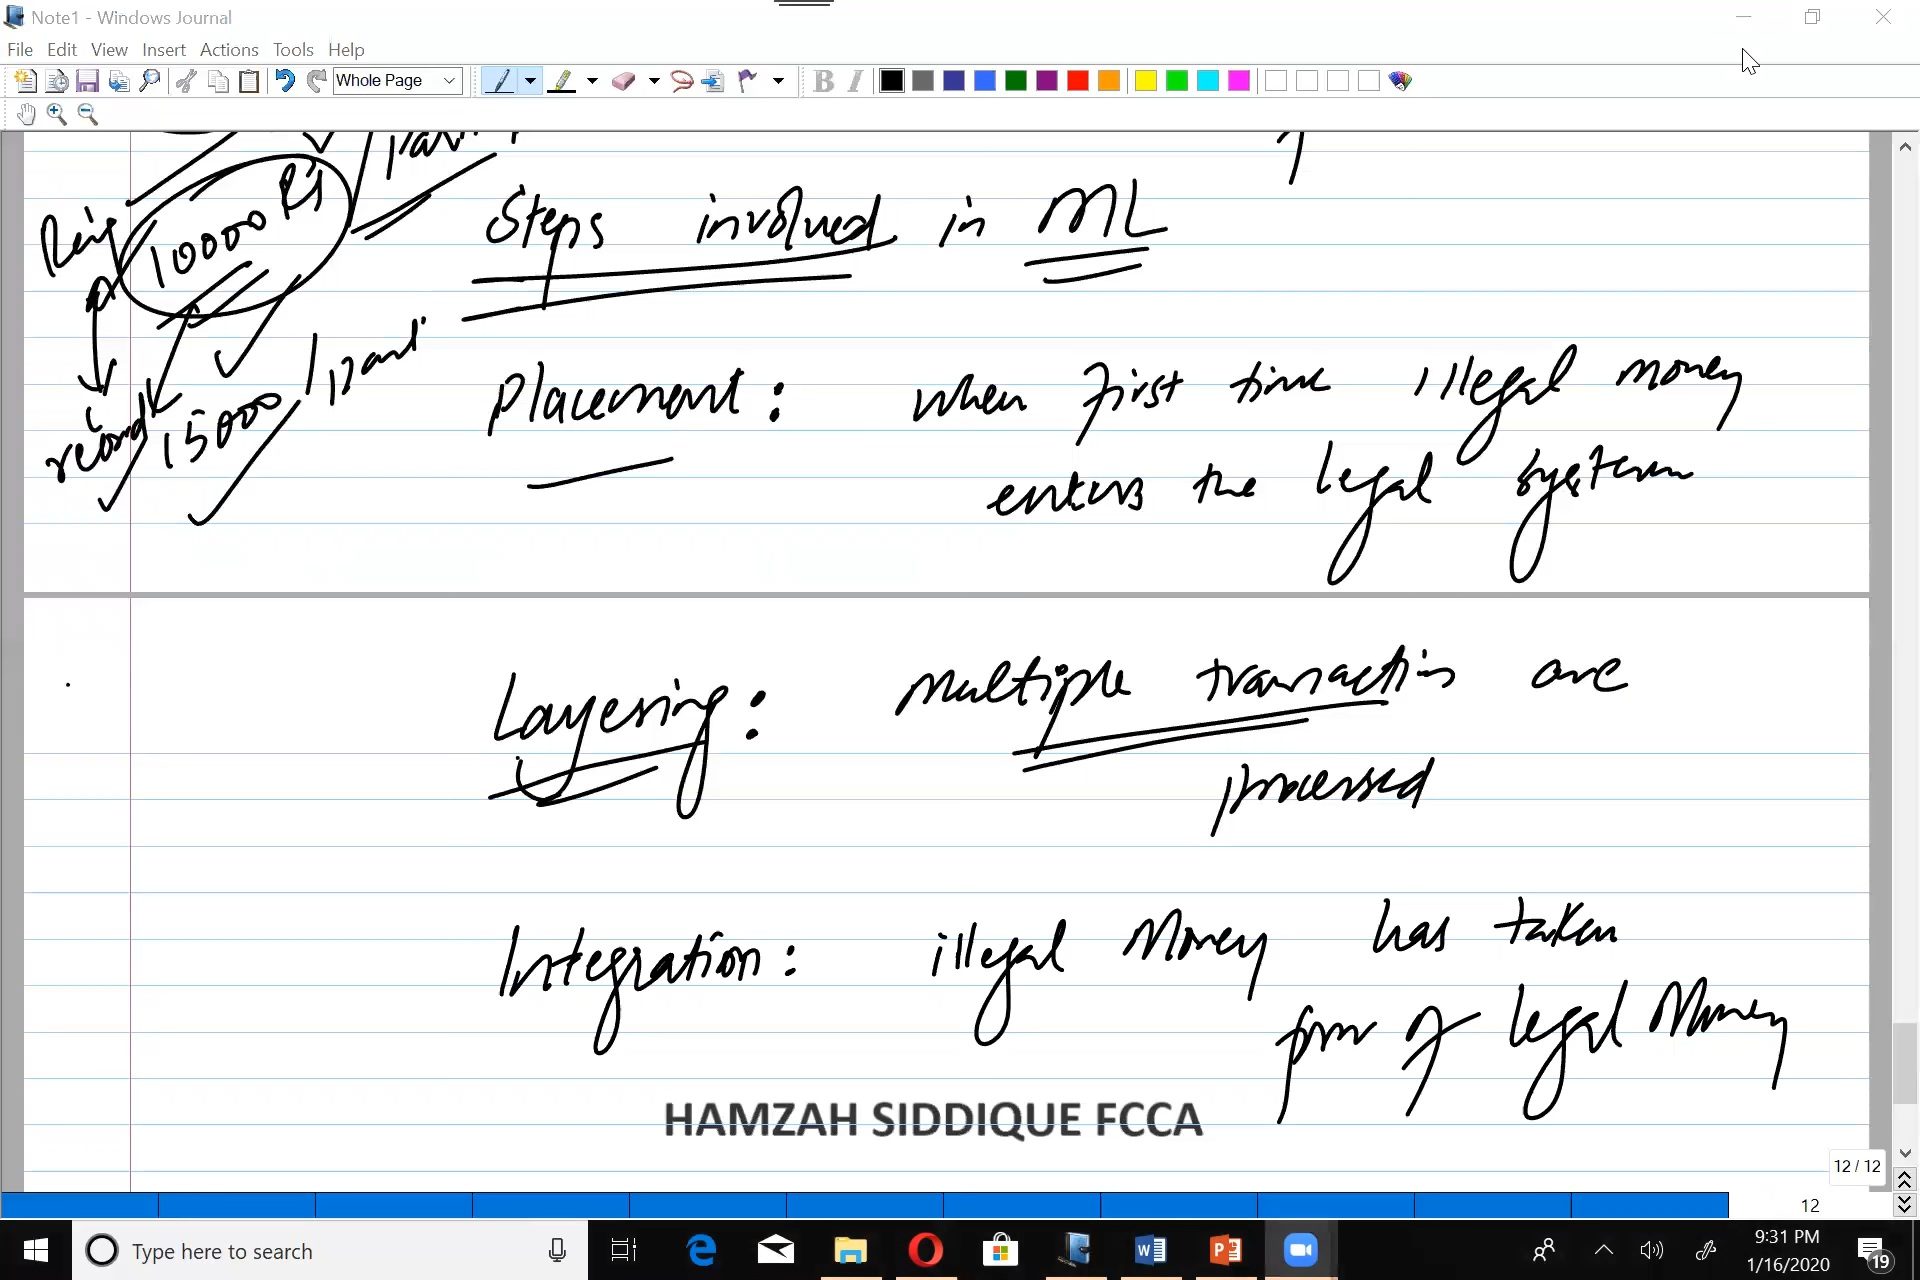 Note1 - Windows Journal
File Edit View Insert Actions Tools Help
Whole Page
B I
10000 Rs
Steps involved in ML
15000 / part
record
Placement: when first time illegal money
enters the legal system
Layering: Multiple transactions are
processed
Integration: illegal Money has taken
form of legal Money
HAMZAH SIDDIQUE FCCA
12 / 12
12
Type here to search
9:31 PM
1/16/2020
19